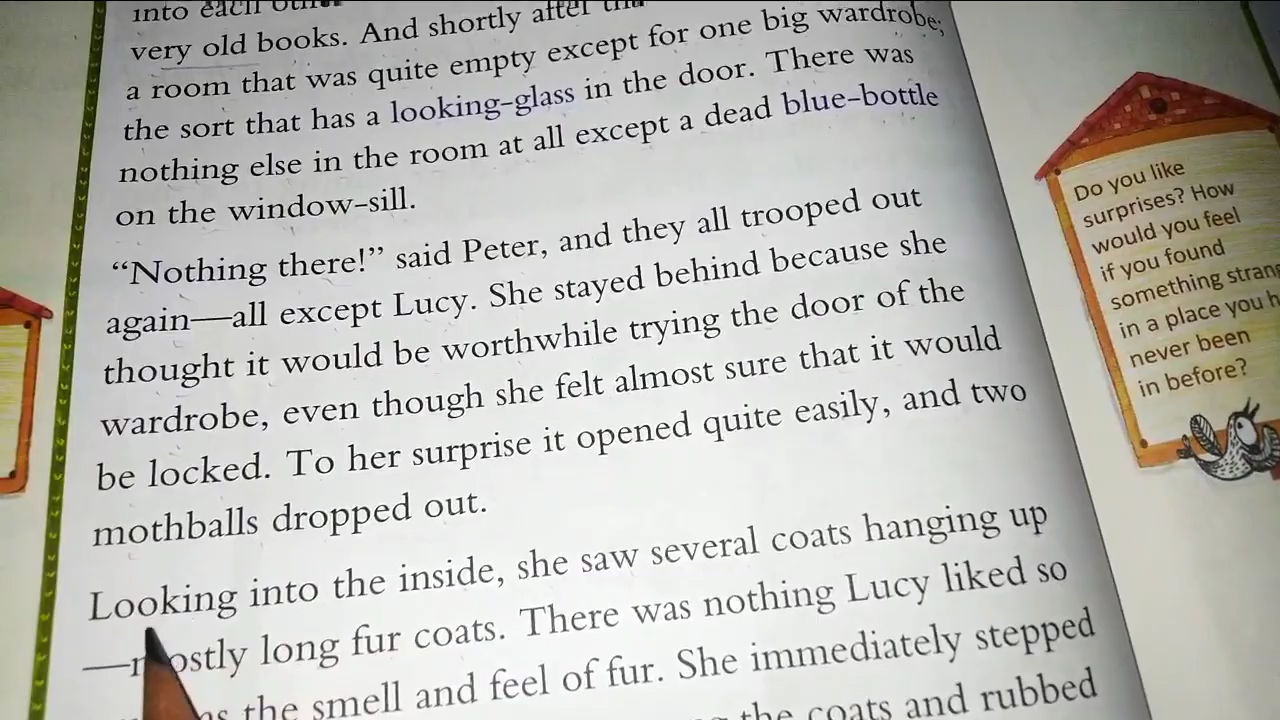 into each other
very old books. And shortly after
a room that was quite empty except for one big wardrobe;
the sort that has a looking-glass in the door. There was
nothing else in the room at all except a dead blue-bottle
on the window-sill.
“Nothing there!” said Peter, and they all trooped out
again—all except Lucy. She stayed behind because she
thought it would be worthwhile trying the door of the
wardrobe, even though she felt almost sure that it would
be locked. To her surprise it opened quite easily, and two
mothballs dropped out.
Looking into the inside, she saw several coats hanging up
—mostly long fur coats. There was nothing Lucy liked so
the smell and feel of fur. She immediately stepped
the coats and rubbed
Do you like
surprises? How
would you feel
if you found
something
in a place you
never been
in before?